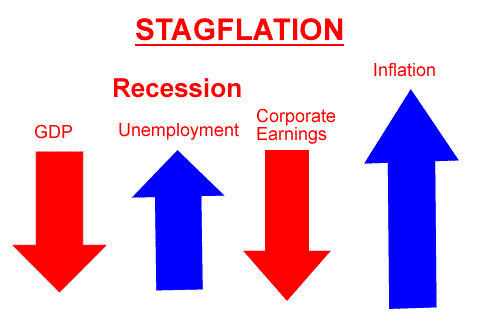 STAGFLATION
Recession
GDP
Unemployment
Corporate
Earnings
Inflation